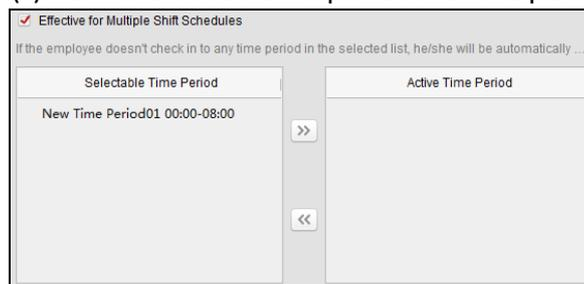 Effective for Multiple Shift Schedules
If the employee doesn't check in to any time period in the selected list, he/she will be automatically ...
Selectable Time Period
Active Time Period
New Time Period01 00:00-08:00
>>
<<